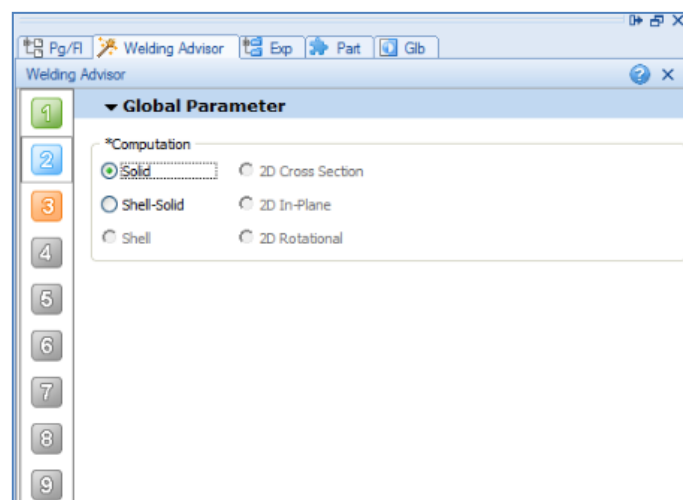 Pg/Fl Welding Advisor Exp Part Glb
Welding Advisor
Global Parameter
1
*Computation
2
Solid 2D Cross Section
3
Shell-Solid 2D In-Plane
Shell 2D Rotational
4
5
6
7
8
9